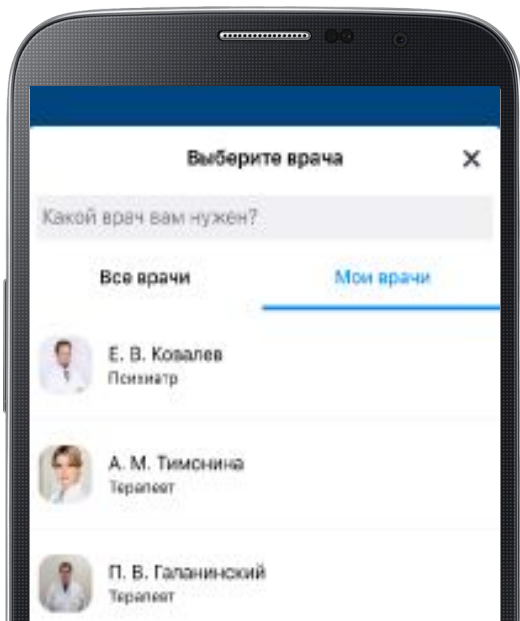 Выберите врача
Какой врач вам нужен?
Все врачи
Мои врачи
Е. В. Ковалев
Психиатр
А. М. Тимонина
Терапевт
П. В. Галанинский
Терапевт